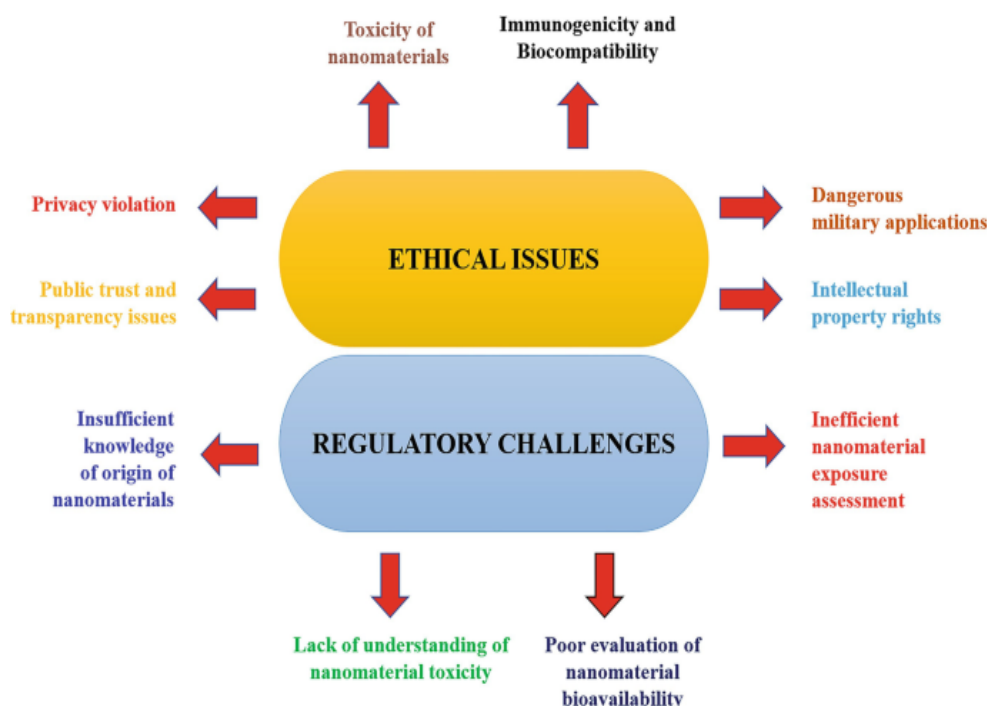 Toxicity of
nanomaterials
Immunogenicity and
Biocompatibility
Privacy violation
Dangerous
military applications
ETHICAL ISSUES
Public trust and
transparency issues
Intellectual
property rights
Insufficient
knowledge
of origin of
nanomaterials
REGULATORY CHALLENGES
Inefficient
nanomaterial
exposure
assessment
Lack of understanding of
nanomaterial toxicity
Poor evaluation of
nanomaterial
bioavailability